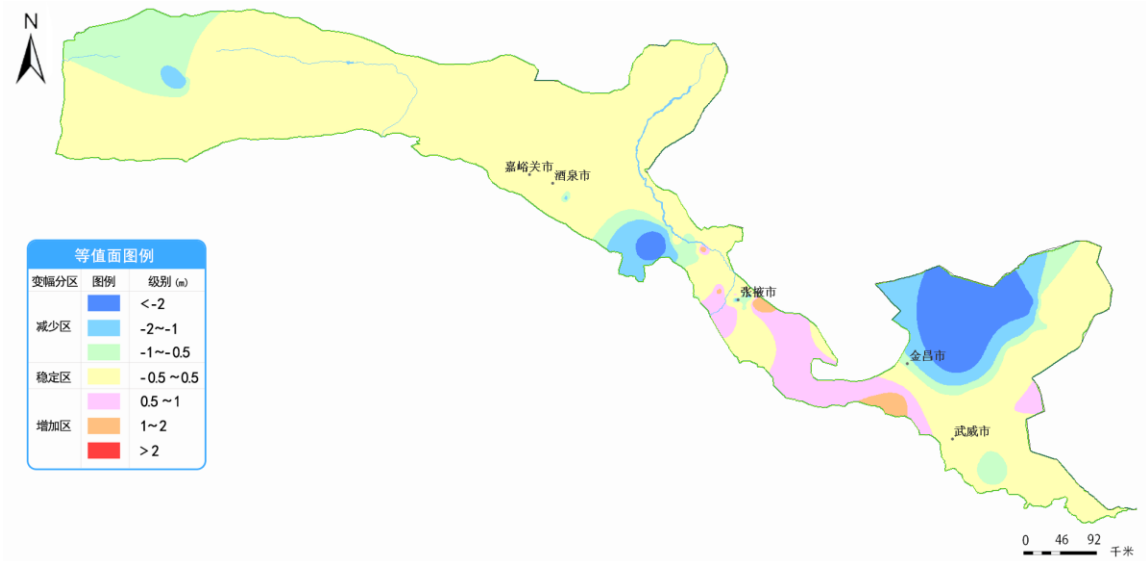 N
嘉峪关市
酒泉市
张掖市
金昌市
武威市
等值面图例
变幅分区 图例 级别 (m)
减少区
<-2
-2~-1
-1~-0.5
稳定区 -0.5~0.5
增加区
0.5~1
1~2
>2
0 46 92
千米